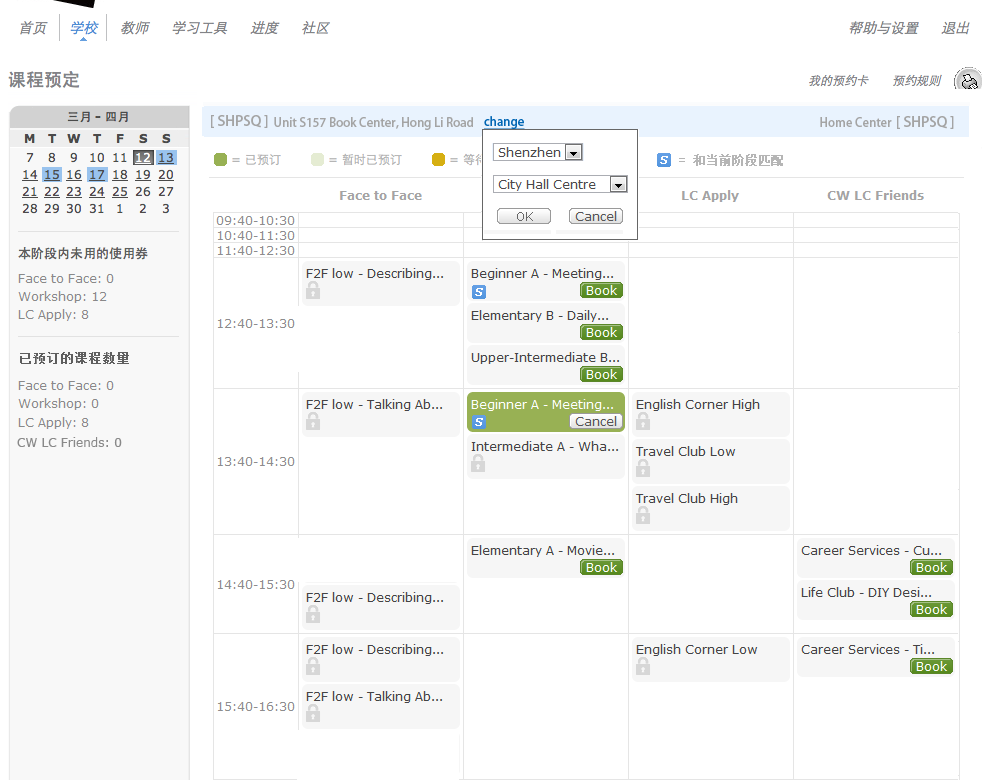 首页 学校 教师 学习工具 进度 社区 帮助与设置 退出
课程预定 我的预约卡 预约规则
三月 - 四月
M T W T F S S
7 8 9 10 11 12 13
14 15 16 17 18 19 20
21 22 23 24 25 26 27
28 29 30 31 1 2 3
本阶段内未用的使用券
Face to Face: 0
Workshop: 12
LC Apply: 8
已预订的课程数量
Face to Face: 0
Workshop: 0
LC Apply: 8
CW LC Friends: 0
[ SHPSQ ] Unit S157 Book Center, Hong Li Road change Home Center [ SHPSQ ]
= 已预订 = 暂时已预订 = 等 S = 和当前阶段匹配
Shenzhen
City Hall Centre
OK Cancel
Face to Face LC Apply CW LC Friends
09:40-10:30
10:40-11:30
11:40-12:30
12:40-13:30
F2F low - Describing...
Beginner A - Meeting...
S Book
Elementary B - Daily...
Book
Upper-Intermediate B...
Book
13:40-14:30
F2F low - Talking Ab...
Beginner A - Meeting...
S Cancel
Intermediate A - Wha...
English Corner High
Travel Club Low
Travel Club High
14:40-15:30
F2F low - Describing...
Elementary A - Movie...
Book
Career Services - Cu...
Book
Life Club - DIY Desi...
Book
15:40-16:30
F2F low - Describing...
F2F low - Talking Ab...
English Corner Low
Career Services - Ti...
Book